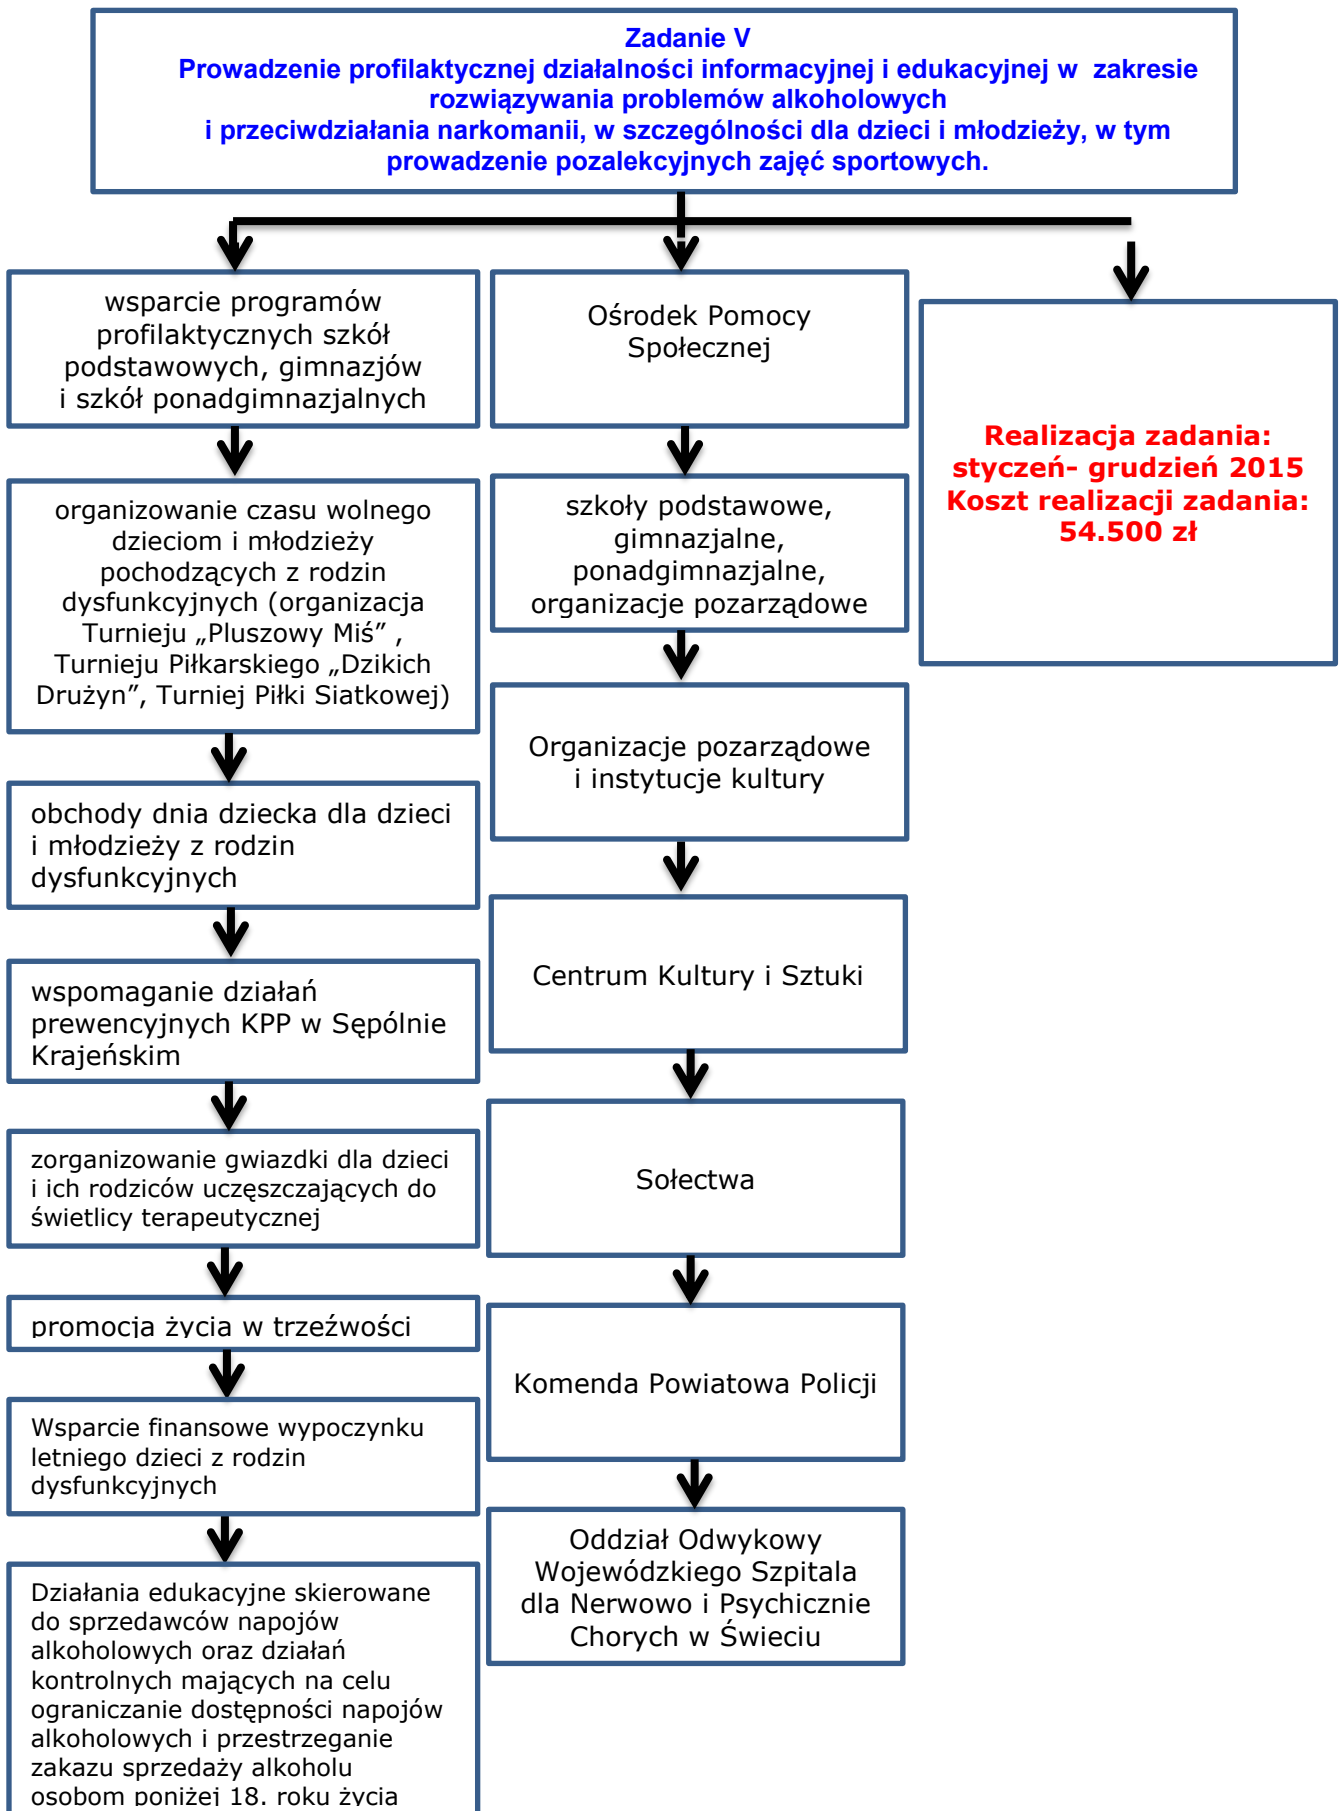 Zadanie V
Prowadzenie profilaktycznej działalności informacyjnej i edukacyjnej w zakresie
rozwiązywania problemów alkoholowych
i przeciwdziałania narkomanii, w szczególności dla dzieci i młodzieży, w tym
prowadzenie pozalekcyjnych zajęć sportowych.
wsparcie programów
profilaktycznych szkół
podstawowych, gimnazjów
i szkół ponadgimnazjalnych
organizowanie czasu wolnego
dzieciom i młodzieży
pochodzących z rodzin
dysfunkcyjnych (organizacja
Turnieju „Pluszowy Miś” ,
Turnieju Piłkarskiego „Dzikich
Drużyn”, Turniej Piłki Siatkowej)
obchody dnia dziecka dla dzieci
i młodzieży z rodzin
dysfunkcyjnych
wspomaganie działań
prewencyjnych KPP w Sępólnie
Krajeńskim
zorganizowanie gwiazdki dla dzieci
i ich rodziców uczęszczających do
świetlicy terapeutycznej
promocja życia w trzeźwości
Wsparcie finansowe wypoczynku
letniego dzieci z rodzin
dysfunkcyjnych
Działania edukacyjne skierowane
do sprzedawców napojów
alkoholowych oraz działań
kontrolnych mających na celu
ograniczanie dostępności napojów
alkoholowych i przestrzeganie
zakazu sprzedaży alkoholu
osobom poniżej 18. roku życia
Ośrodek Pomocy
Społecznej
szkoły podstawowe,
gimnazjalne,
ponadgimnazjalne,
organizacje pozarządowe
Organizacje pozarządowe
i instytucje kultury
Centrum Kultury i Sztuki
Sołectwa
Komenda Powiatowa Policji
Oddział Odwykowy
Wojewódzkiego Szpitala
dla Nerwowo i Psychicznie
Chorych w Świeciu
Realizacja zadania:
styczeń- grudzień 2015
Koszt realizacji zadania:
54.500 zł